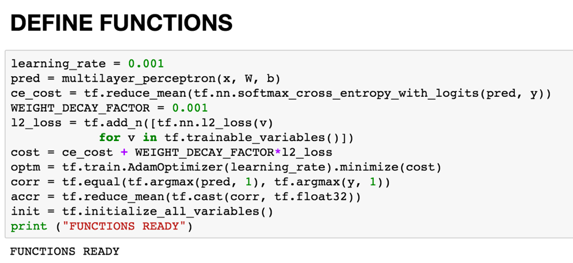 DEFINE FUNCTIONS
learning_rate = 0.001
pred = multilayer_perceptron(x, W, b)
ce_cost = tf.reduce_mean(tf.nn.softmax_cross_entropy_with_logits(pred, y))
WEIGHT_DECAY_FACTOR = 0.001
l2_loss = tf.add_n([tf.nn.l2_loss(v)
            for v in tf.trainable_variables()])
cost = ce_cost + WEIGHT_DECAY_FACTOR*l2_loss
optm = tf.train.AdamOptimizer(learning_rate).minimize(cost)
corr = tf.equal(tf.argmax(pred, 1), tf.argmax(y, 1))
accr = tf.reduce_mean(tf.cast(corr, tf.float32))
init = tf.initialize_all_variables()
print ("FUNCTIONS READY")
FUNCTIONS READY